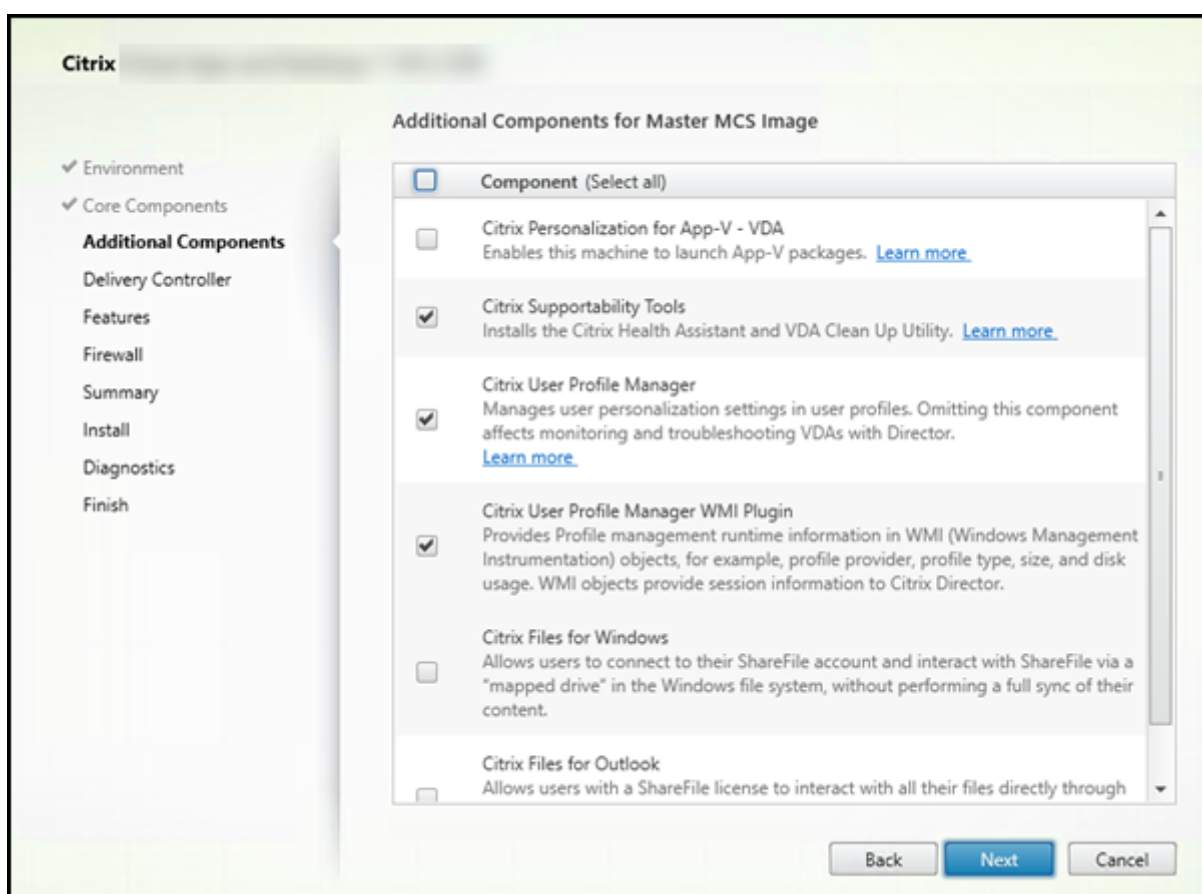 Citrix
Additional Components for Master MCS Image
Environment
Core Components
Additional Components
Delivery Controller
Features
Firewall
Summary
Install
Diagnostics
Finish
Component (Select all)
Citrix Personalization for App-V - VDA
Enables this machine to launch App-V packages. Learn more
Citrix Supportability Tools
Installs the Citrix Health Assistant and VDA Clean Up Utility. Learn more
Citrix User Profile Manager
Manages user personalization settings in user profiles. Omitting this component
affects monitoring and troubleshooting VDAs with Director.
Learn more
Citrix User Profile Manager WMI Plugin
Provides Profile management runtime information in WMI (Windows Management
Instrumentation) objects, for example, profile provider, profile type, size, and disk
usage. WMI objects provide session information to Citrix Director.
Citrix Files for Windows
Allows users to connect to their ShareFile account and interact with ShareFile via a
"mapped drive" in the Windows file system, without performing a full sync of their
content.
Citrix Files for Outlook
Allows users with a ShareFile license to interact with all their files directly through
Back
Next
Cancel